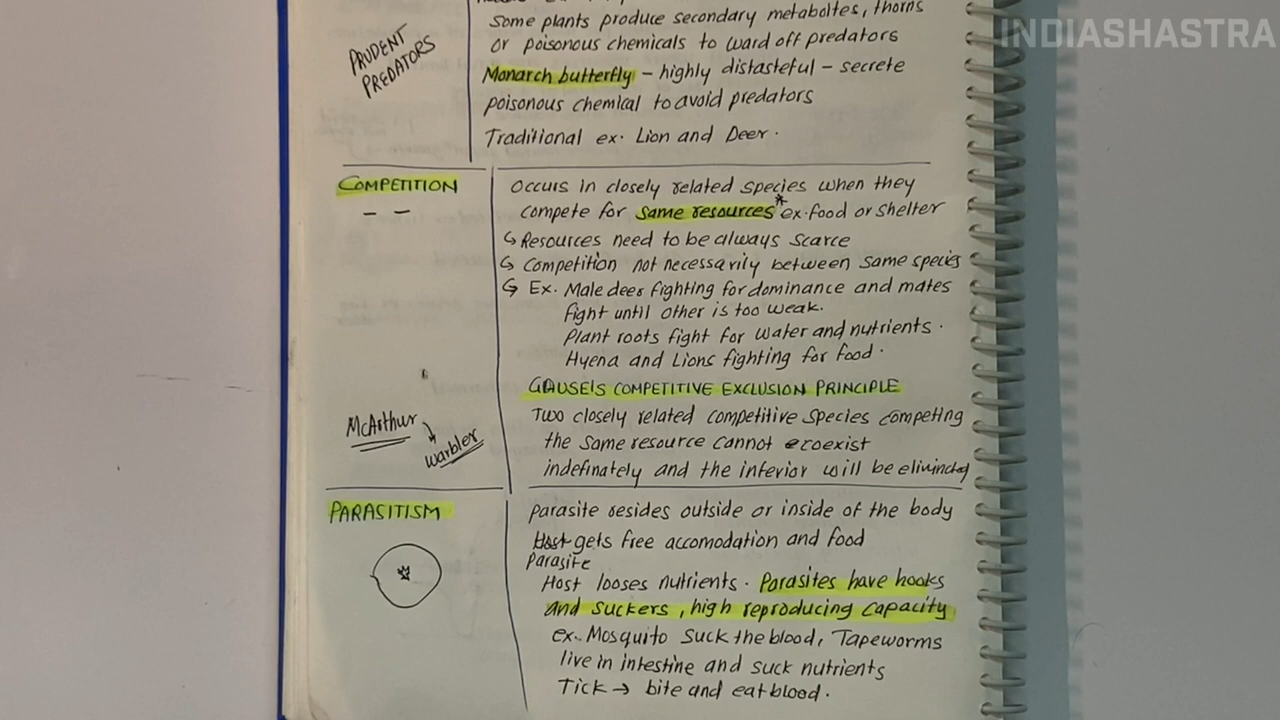 INDIASHASTRA
Some plants produce secondary metaboltes, thorns
or poisonous chemicals to ward off predators
PRUDENT
PREDATORS
Monarch butterfly – highly distasteful – secrete
poisonous chemical to avoid predators
Traditional ex. Lion and Deer.
COMPETITION
– –
Occurs in closely related species when they
compete for same resources* ex. food or shelter
↳ Resources need to be always scarce
↳ Competition not necessarily between same species
↳ Ex. Male deer fighting for dominance and mates
fight until other is too weak.
Plant roots fight for water and nutrients.
Hyena and Lions fighting for food.
GAUSE'S COMPETITIVE EXCLUSION PRINCIPLE
McArthur
→ warbler
Two closely related competitive species competing
the same resource cannot coexist
indefinately and the inferior will be elimincted
PARASITISM
Parasite resides outside or inside of the body
Host gets free accomodation and food
Parasite
Host looses nutrients. Parasites have hooks
and suckers, high reproducing capacity
ex. Mosquito suck the blood, Tapeworms
live in intestine and suck nutrients
Tick → bite and eat blood.